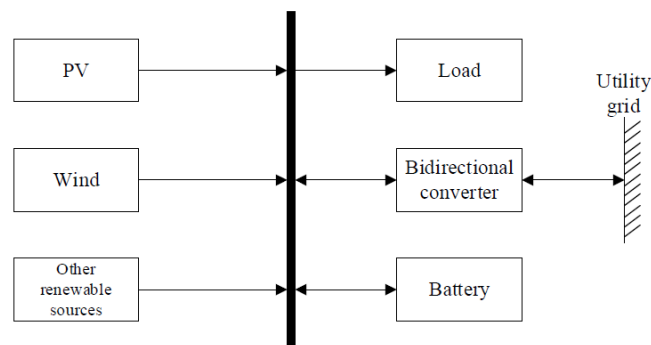 PV
Load
Utility
grid
Wind
Bidirectional
converter
Other
renewable
sources
Battery